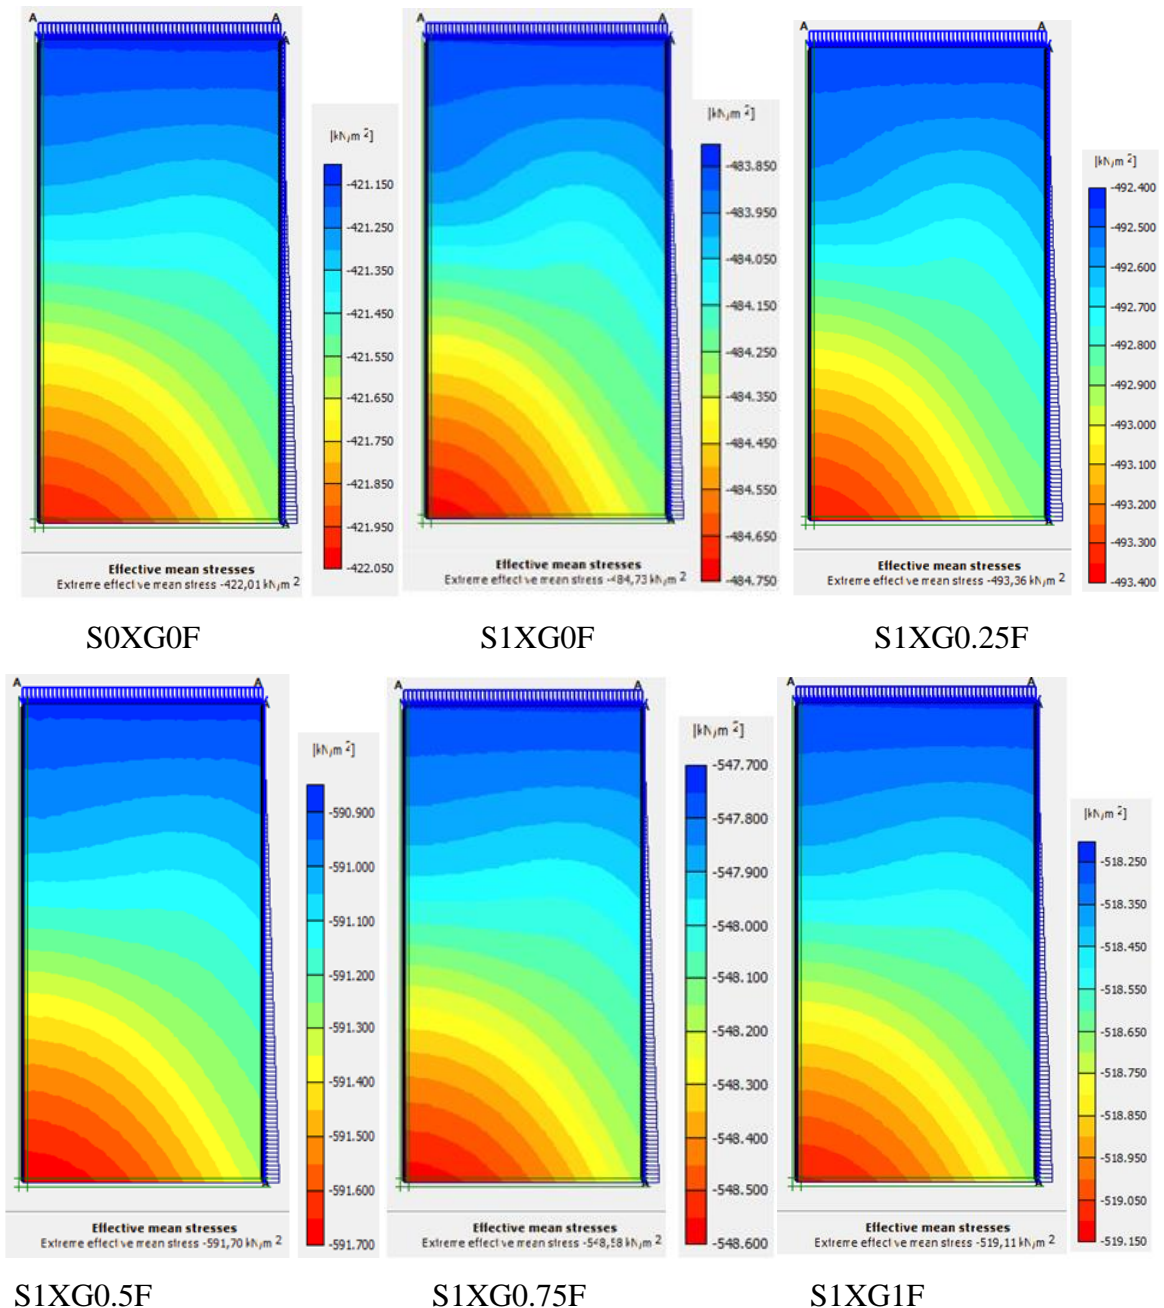 A A
A
[kN/m²]
-421.150
-421.250
-421.350
-421.450
-421.550
-421.650
-421.750
-421.850
-421.950
-422.050
A
Effective mean stresses
Extreme effective mean stress -422,01 kN/m²
S0XG0F
A A
A
[kN/m²]
-483.850
-483.950
-484.050
-484.150
-484.250
-484.350
-484.450
-484.550
-484.650
-484.750
A
Effective mean stresses
Extreme effective mean stress -484,73 kN/m²
S1XG0F
A A
A
[kN/m²]
-492.400
-492.500
-492.600
-492.700
-492.800
-492.900
-493.000
-493.100
-493.200
-493.300
-493.400
A
Effective mean stresses
Extreme effective mean stress -493,36 kN/m²
S1XG0.25F
A A
[kN/m²]
-590.900
-591.000
-591.100
-591.200
-591.300
-591.400
-591.500
-591.600
-591.700
A
Effective mean stresses
Extreme effective mean stress -591,70 kN/m²
S1XG0.5F
A A
[kN/m²]
-547.700
-547.800
-547.900
-548.000
-548.100
-548.200
-548.300
-548.400
-548.500
-548.600
A
Effective mean stresses
Extreme effective mean stress -548,58 kN/m²
S1XG0.75F
A A
[kN/m²]
-518.250
-518.350
-518.450
-518.550
-518.650
-518.750
-518.850
-518.950
-519.050
-519.150
A
Effective mean stresses
Extreme effective mean stress -519,11 kN/m²
S1XG1F